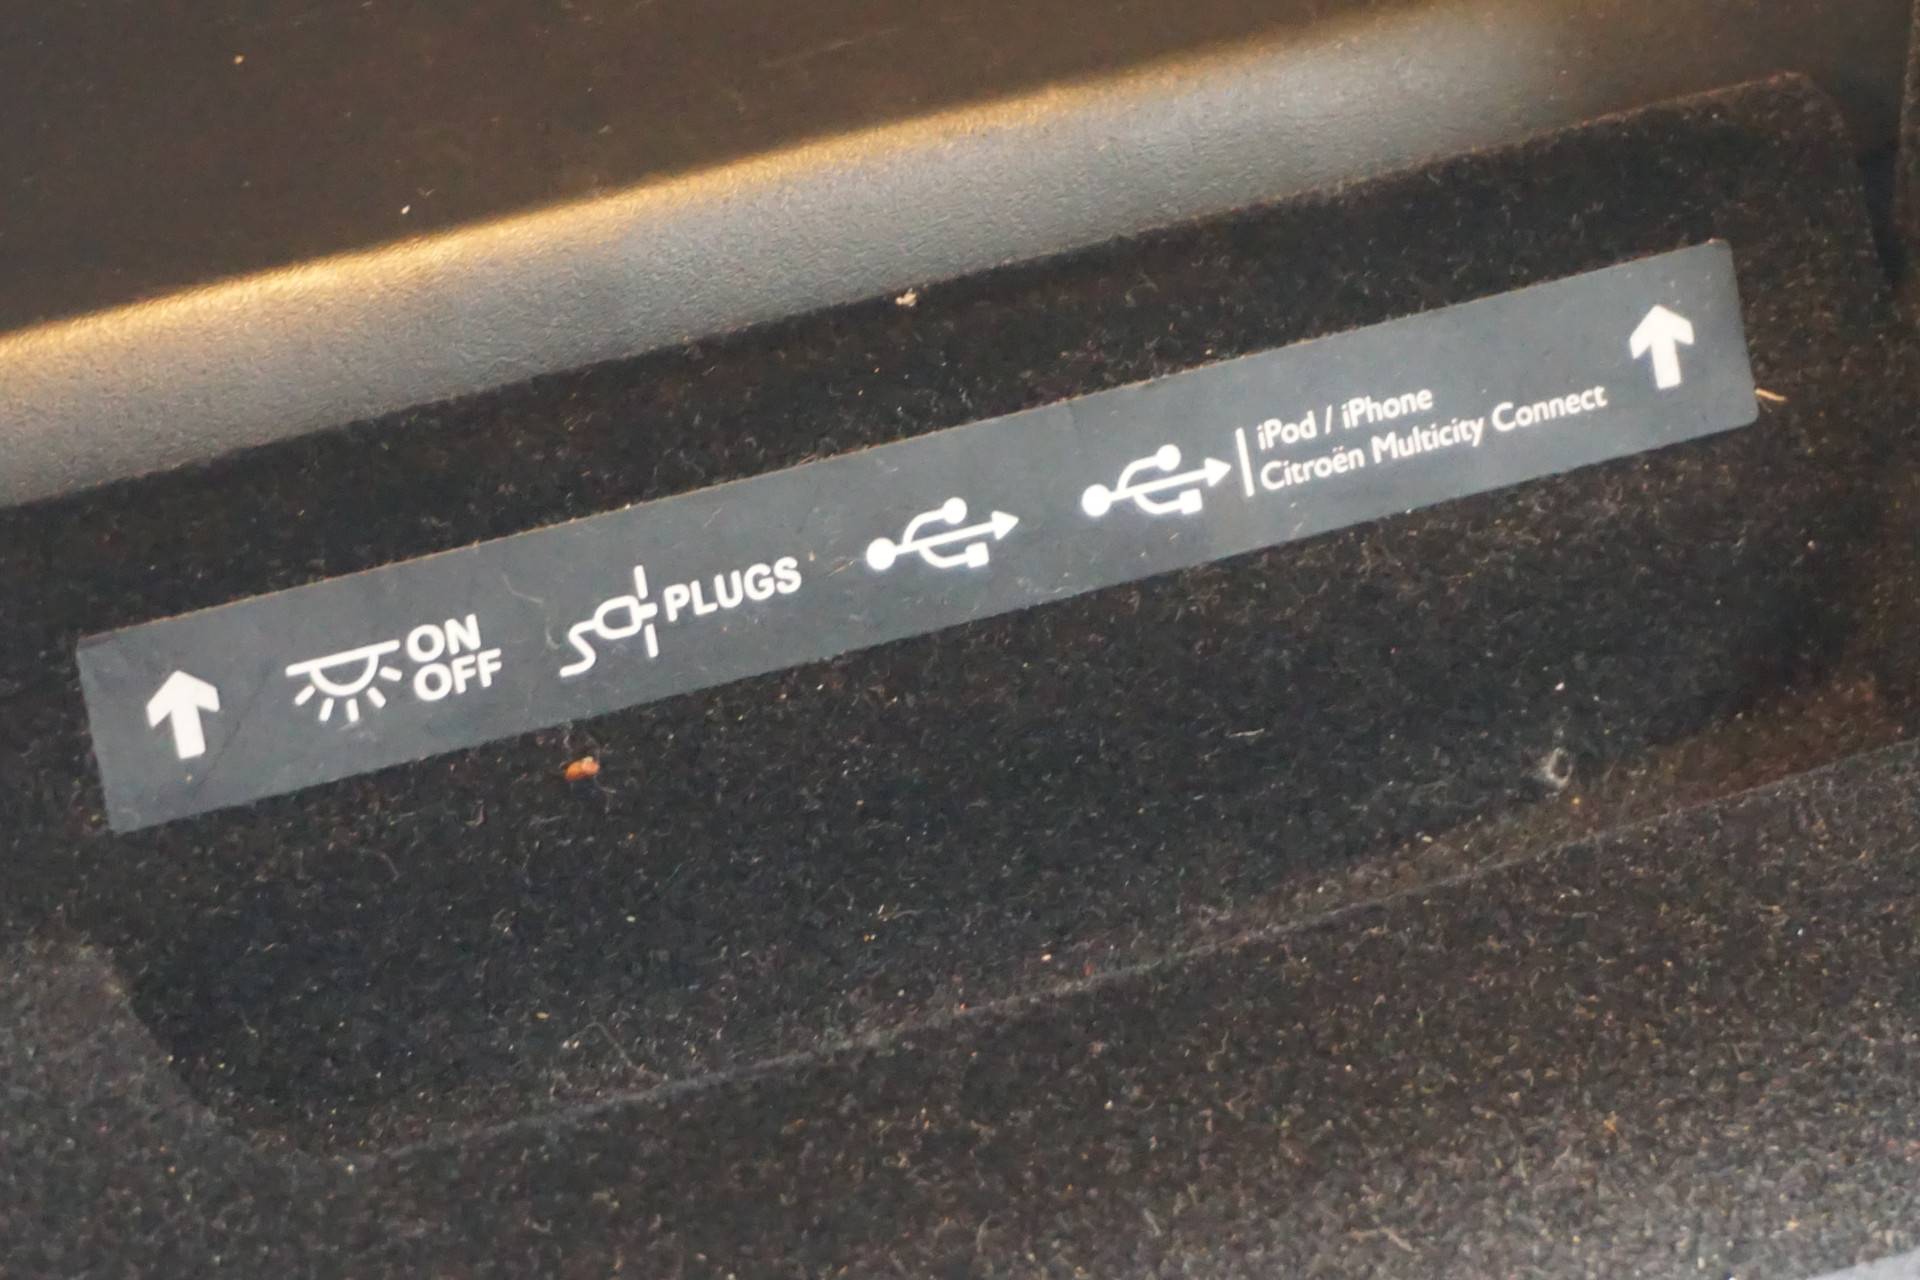 ON
OFF
PLUGS
iPod / iPhone
Citroën Multicity Connect